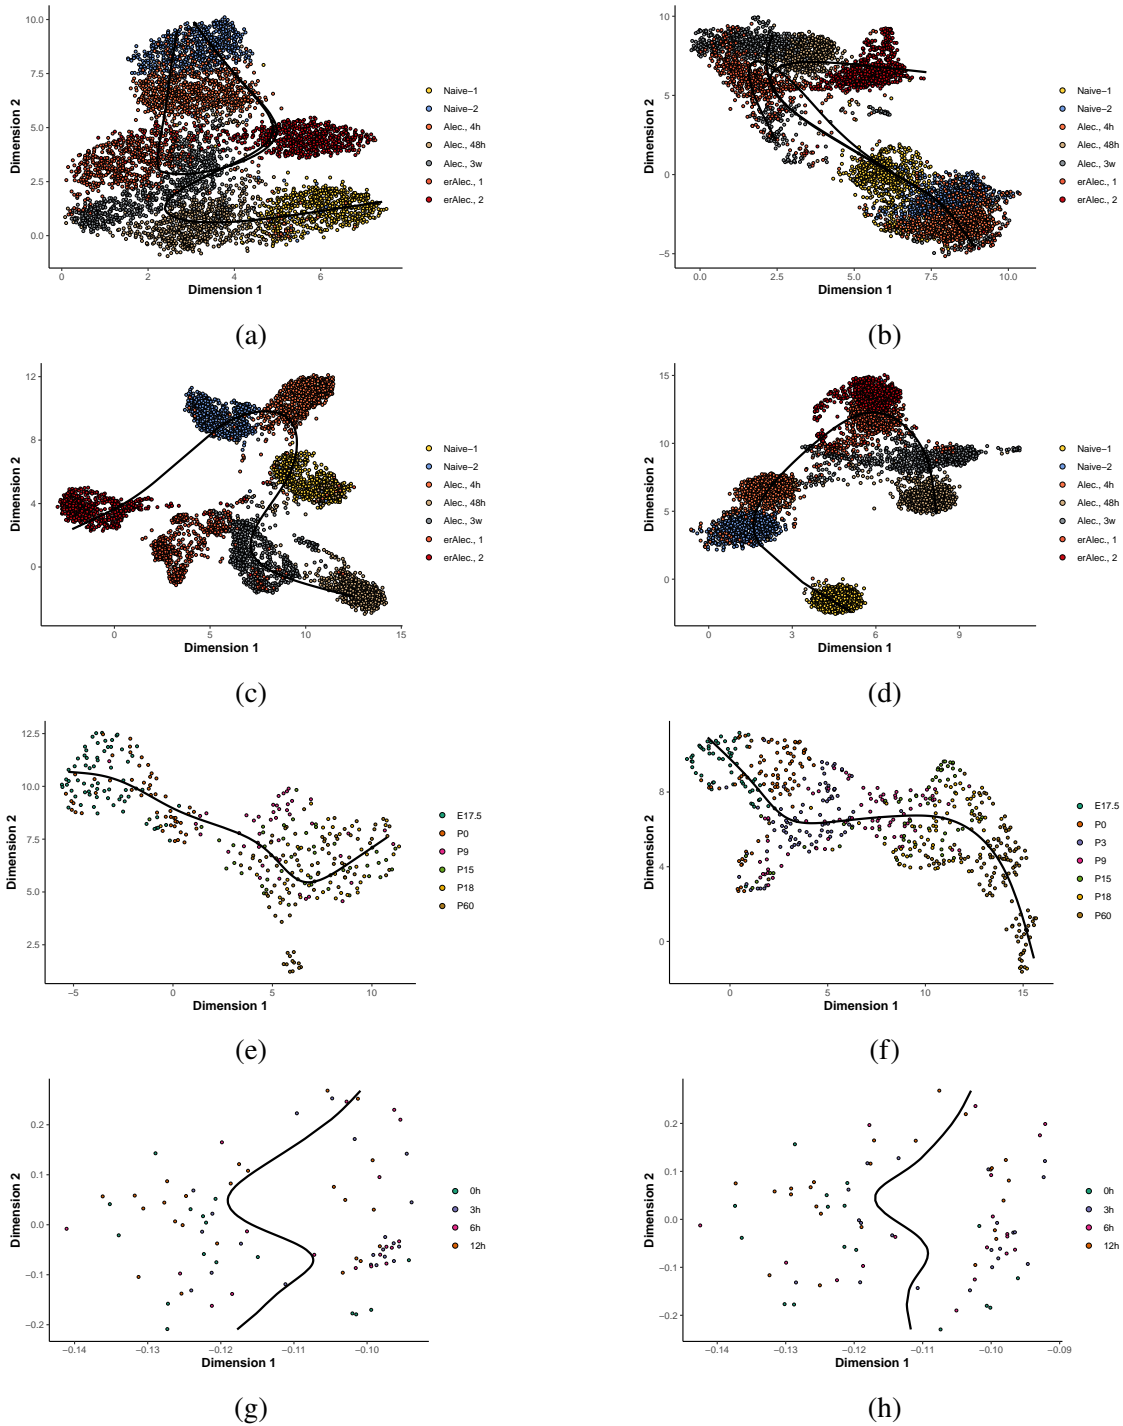 10.0
7.5
5.0
2.5
0.0
Dimension 2
0
2
4
6
Dimension 1
Naive−1
Naive−2
Alec., 4h
Alec., 48h
Alec., 3w
erAlec., 1
erAlec., 2
(a)
10
5
0
−5
Dimension 2
0.0
2.5
5.0
7.5
10.0
Dimension 1
Naive−1
Naive−2
Alec., 4h
Alec., 48h
Alec., 3w
erAlec., 1
erAlec., 2
(b)
12
8
4
0
Dimension 2
0
5
10
15
Dimension 1
Naive−1
Naive−2
Alec., 4h
Alec., 48h
Alec., 3w
erAlec., 1
erAlec., 2
(c)
15
10
5
0
Dimension 2
0
3
6
9
Dimension 1
Naive−1
Naive−2
Alec., 4h
Alec., 48h
Alec., 3w
erAlec., 1
erAlec., 2
(d)
12.5
10.0
7.5
5.0
2.5
Dimension 2
−5
0
5
10
Dimension 1
E17.5
P0
P9
P15
P18
P60
(e)
8
4
0
Dimension 2
0
5
10
15
Dimension 1
E17.5
P0
P3
P9
P15
P18
P60
(f)
0.2
0.1
0.0
−0.1
−0.2
Dimension 2
−0.14
−0.13
−0.12
−0.11
−0.10
Dimension 1
0h
3h
6h
12h
(g)
0.2
0.1
0.0
−0.1
−0.2
Dimension 2
−0.14
−0.13
−0.12
−0.11
−0.10
−0.09
Dimension 1
0h
3h
6h
12h
(h)